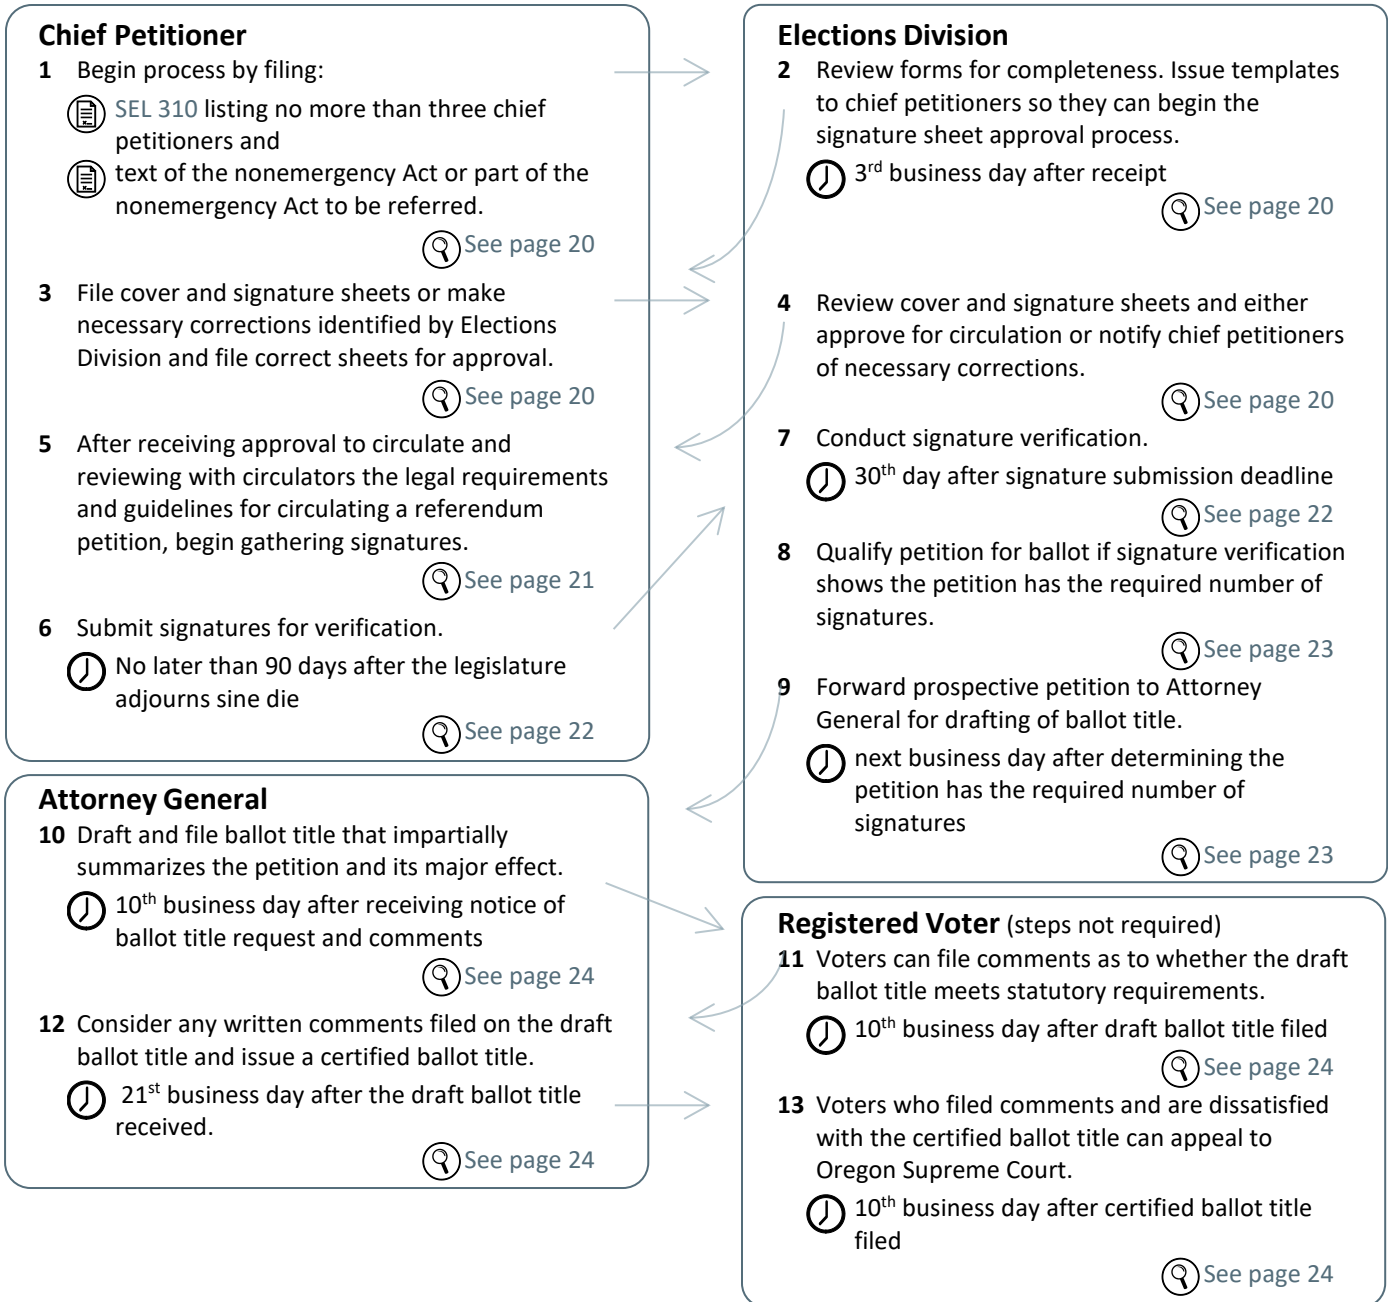 Chief Petitioner
1 Begin process by filing:
SEL 310 listing no more than three chief
petitioners and
text of the nonemergency Act or part of the
nonemergency Act to be referred.
See page 20
3 File cover and signature sheets or make
necessary corrections identified by Elections
Division and file correct sheets for approval.
See page 20
5 After receiving approval to circulate and
reviewing with circulators the legal requirements
and guidelines for circulating a referendum
petition, begin gathering signatures.
See page 21
6 Submit signatures for verification.
No later than 90 days after the legislature
adjourns sine die
See page 22
Elections Division
2 Review forms for completeness. Issue templates
to chief petitioners so they can begin the
signature sheet approval process.
3rd business day after receipt
See page 20
4 Review cover and signature sheets and either
approve for circulation or notify chief petitioners
of necessary corrections.
See page 20
7 Conduct signature verification.
30th day after signature submission deadline
See page 22
8 Qualify petition for ballot if signature verification
shows the petition has the required number of
signatures.
See page 23
9 Forward prospective petition to Attorney
General for drafting of ballot title.
next business day after determining the
petition has the required number of
signatures
See page 23
Attorney General
10 Draft and file ballot title that impartially
summarizes the petition and its major effect.
10th business day after receiving notice of
ballot title request and comments
See page 24
12 Consider any written comments filed on the draft
ballot title and issue a certified ballot title.
21st business day after the draft ballot title
received.
See page 24
Registered Voter (steps not required)
11 Voters can file comments as to whether the draft
ballot title meets statutory requirements.
10th business day after draft ballot title filed
See page 24
13 Voters who filed comments and are dissatisfied
with the certified ballot title can appeal to
Oregon Supreme Court.
10th business day after certified ballot title
filed
See page 24